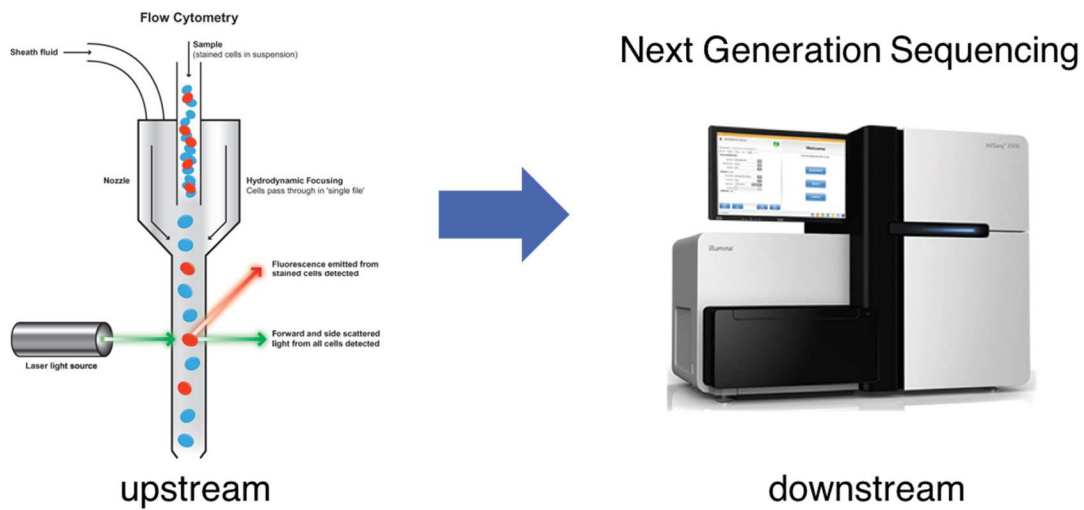 Flow Cytometry
Sheath fluid
Sample
(stained cells in suspension)
Nozzle
Hydrodynamic Focusing
Cells pass through in 'single file'
Fluorescence emitted from
stained cells detected
Forward and side scattered
light from all cells detected
Laser light source
upstream
Next Generation Sequencing
Welcome
HiSeq 2500
illumina
downstream